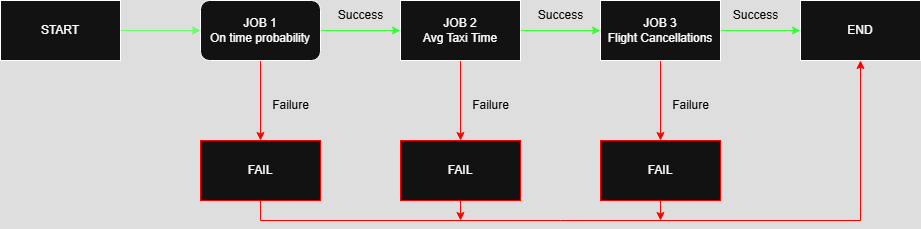 START
JOB 1
On time probability
Success
JOB 2
Avg Taxi Time
Success
JOB 3
Flight Cancellations
Success
END
Failure
Failure
Failure
FAIL
FAIL
FAIL